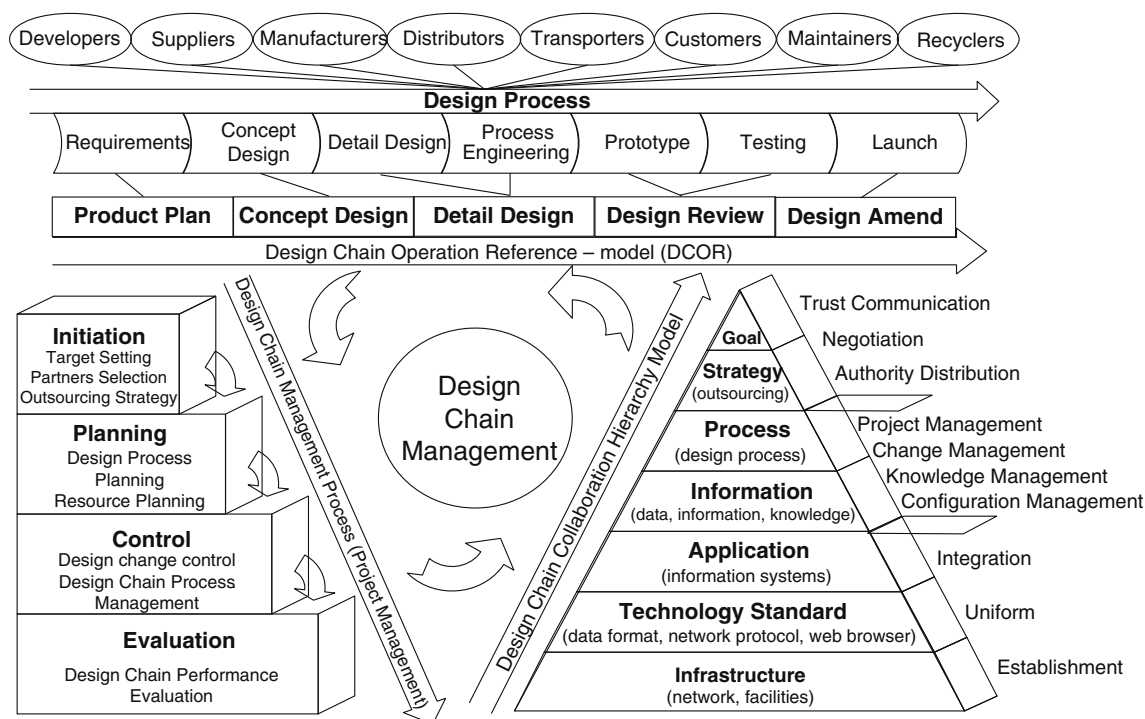 Developers
Suppliers
Manufacturers
Distributors
Transporters
Customers
Maintainers
Recyclers
Design Process
Requirements
Concept
Design
Detail Design
Process
Engineering
Prototype
Testing
Launch
Product Plan
Concept Design
Detail Design
Design Review
Design Amend
Design Chain Operation Reference – model (DCOR)
Initiation
Target Setting
Partners Selection
Outsourcing Strategy
Planning
Design Process
Planning
Resource Planning
Control
Design change control
Design Chain Process
Management
Evaluation
Design Chain Performance
Evaluation
Design Chain Management Process (Project Management)
Design
Chain
Management
Design Chain Collaboration Hierarchy Model
Goal
Strategy
(outsourcing)
Process
(design process)
Information
(data, information, knowledge)
Application
(information systems)
Technology Standard
(data format, network protocol, web browser)
Infrastructure
(network, facilities)
Trust Communication
Negotiation
Authority Distribution
Project Management
Change Management
Knowledge Management
Configuration Management
Integration
Uniform
Establishment